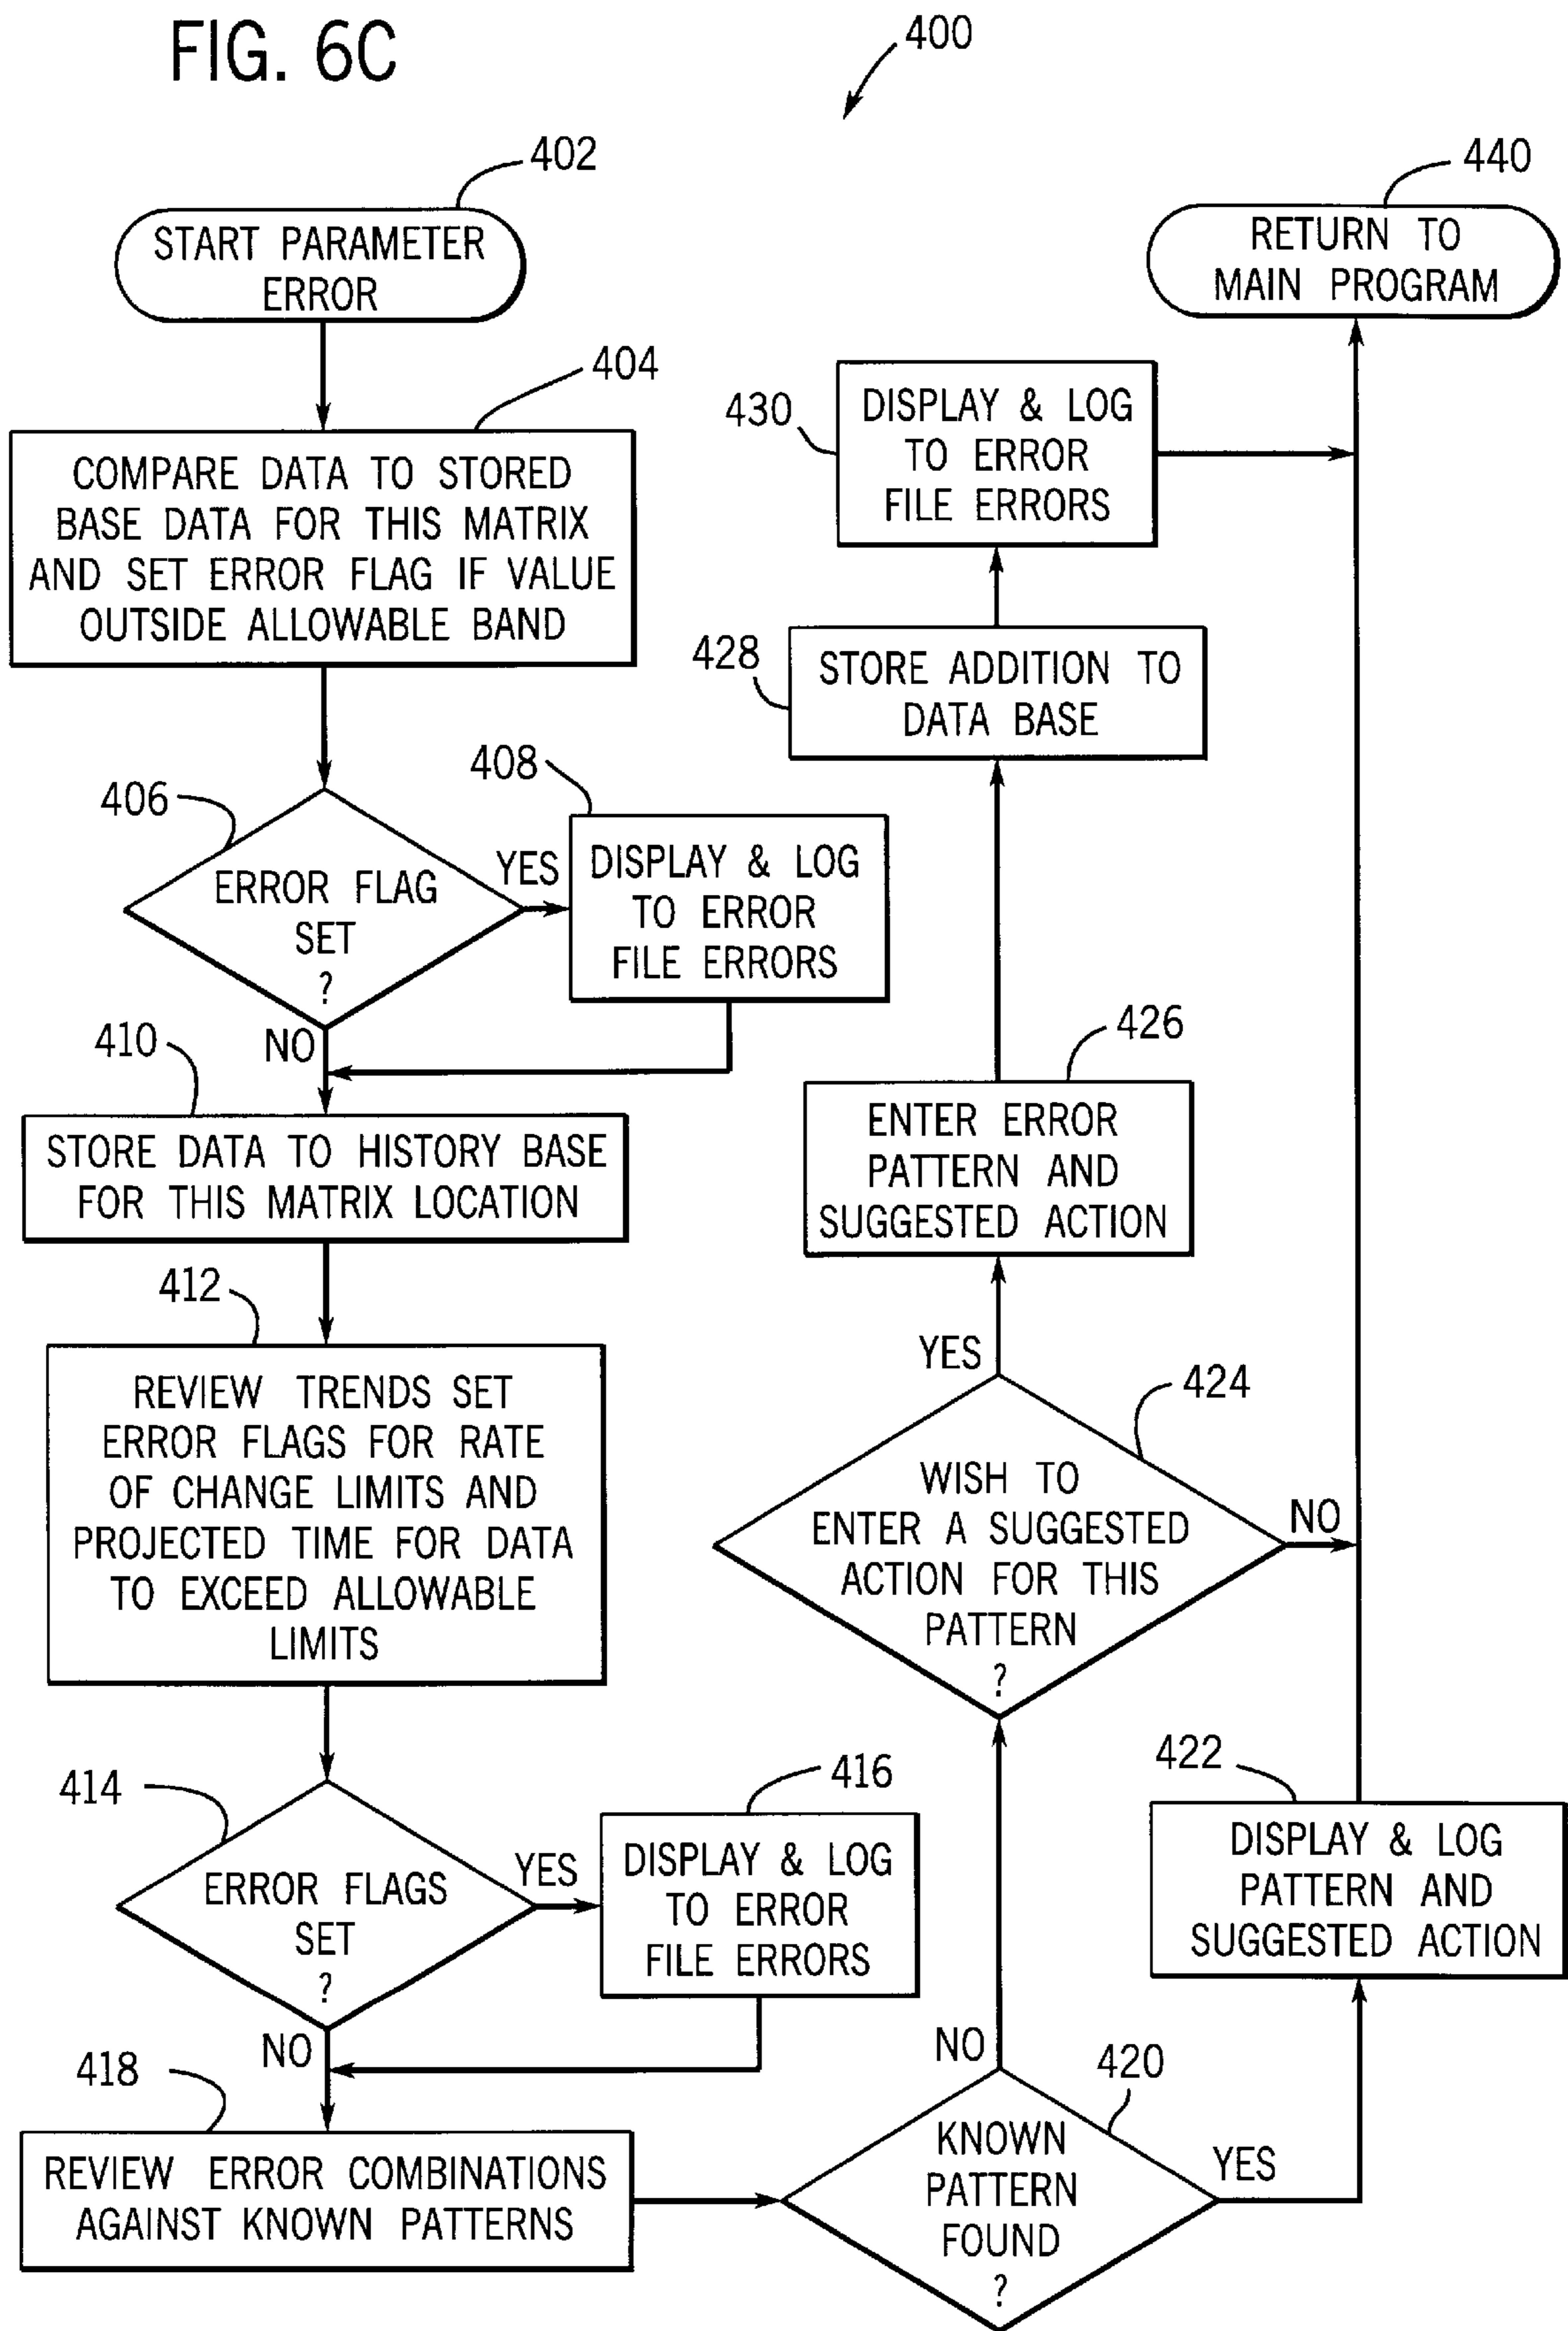 FIG. 6C
400
402
START PARAMETER
ERROR
404
COMPARE DATA TO STORED
BASE DATA FOR THIS MATRIX
AND SET ERROR FLAG IF VALUE
OUTSIDE ALLOWABLE BAND
406
ERROR FLAG
SET
?
YES
NO
408
DISPLAY & LOG
TO ERROR
FILE ERRORS
410
STORE DATA TO HISTORY BASE
FOR THIS MATRIX LOCATION
412
REVIEW TRENDS SET
ERROR FLAGS FOR RATE
OF CHANGE LIMITS AND
PROJECTED TIME FOR DATA
TO EXCEED ALLOWABLE
LIMITS
414
ERROR FLAGS
SET
?
YES
NO
416
DISPLAY & LOG
TO ERROR
FILE ERRORS
418
REVIEW ERROR COMBINATIONS
AGAINST KNOWN PATTERNS
420
KNOWN
PATTERN
FOUND
?
YES
NO
422
DISPLAY & LOG
PATTERN AND
SUGGESTED ACTION
424
WISH TO
ENTER A SUGGESTED
ACTION FOR THIS
PATTERN
?
NO
YES
426
ENTER ERROR
PATTERN AND
SUGGESTED ACTION
428
STORE ADDITION TO
DATA BASE
430
DISPLAY & LOG
TO ERROR
FILE ERRORS
440
RETURN TO
MAIN PROGRAM